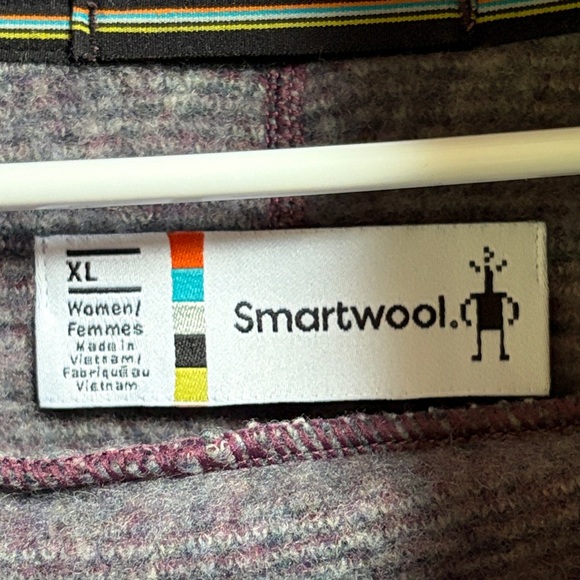 XL
Women/
Femmes
Made in
Vietnam/
Fabriqué au
Vietnam
Smartwool.